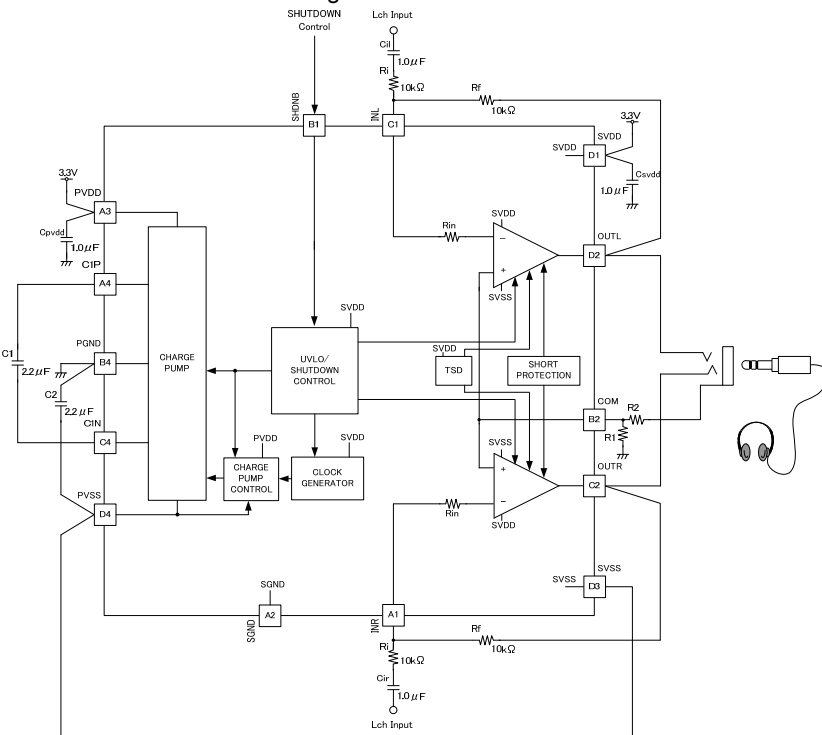 SHUTDOWN
Control
Lch Input
Cil
1.0μF
Ri
10kΩ
Rf
10kΩ
SHDNB
B1
INL
C1
3.3V
SVDD
SVDD
D1
Csvdd
1.0μF
3.3V
PVDD
A3
Cpvdd
1.0μF
C1P
A4
Rin
SVDD
−
+
SVSS
OUTL
D2
PGND
B4
C1
2.2μF
C2
2.2μF
C1N
C4
CHARGE
PUMP
SVDD
UVLO/
SHUTDOWN
CONTROL
SVDD
TSD
SHORT
PROTECTION
COM
B2
R2
R1
PVDD
CHARGE
PUMP
CONTROL
SVDD
CLOCK
GENERATOR
SVSS
+
−
SVDD
Rin
OUTR
C2
PVSS
D4
SVSS
SVSS
D3
SGND
SGND
A2
INR
A1
Rf
10kΩ
Ri
10kΩ
Cir
1.0μF
Lch Input